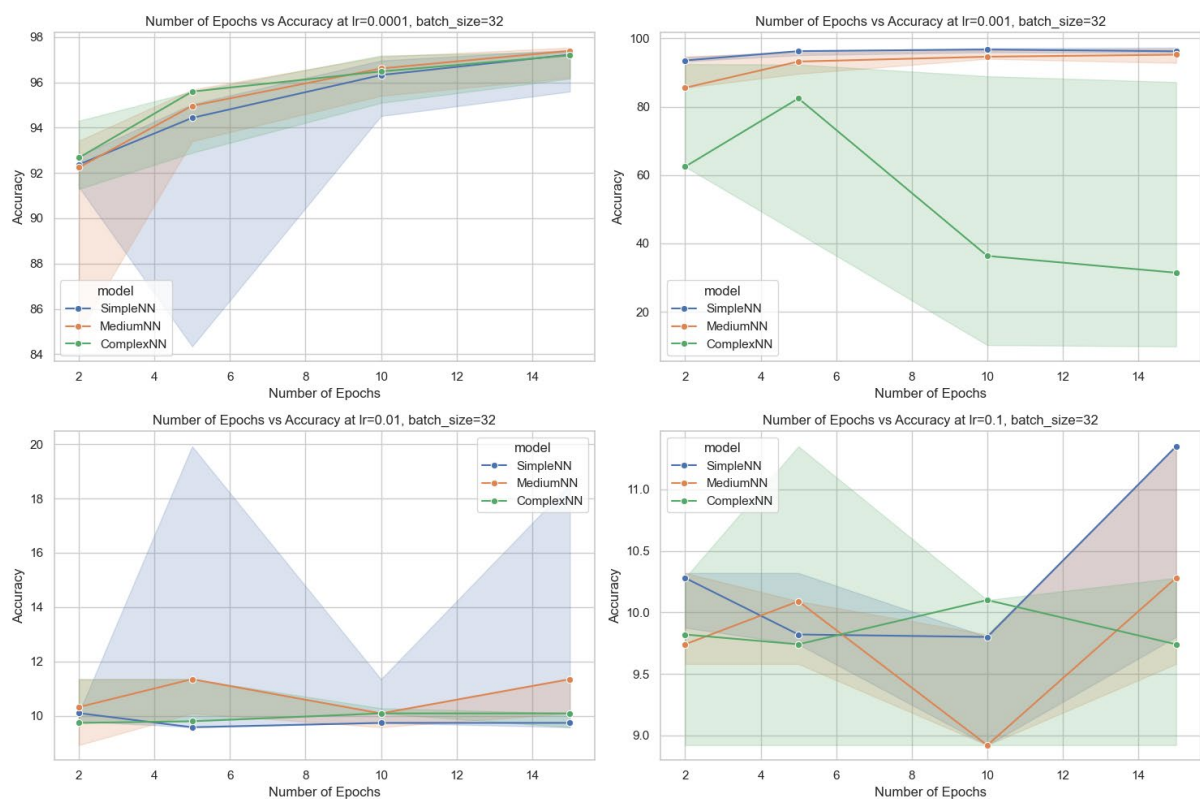 Number of Epochs vs Accuracy at lr=0.0001, batch_size=32
98
96
94
92
90
88
86
84
Accuracy
model
SimpleNN
MediumNN
ComplexNN
2 4 6 8 10 12 14
Number of Epochs
Number of Epochs vs Accuracy at lr=0.001, batch_size=32
100
80
60
40
20
Accuracy
model
SimpleNN
MediumNN
ComplexNN
2 4 6 8 10 12 14
Number of Epochs
Number of Epochs vs Accuracy at lr=0.01, batch_size=32
20
18
16
14
12
10
Accuracy
model
SimpleNN
MediumNN
ComplexNN
2 4 6 8 10 12 14
Number of Epochs
Number of Epochs vs Accuracy at lr=0.1, batch_size=32
11.0
10.5
10.0
9.5
9.0
Accuracy
model
SimpleNN
MediumNN
ComplexNN
2 4 6 8 10 12 14
Number of Epochs